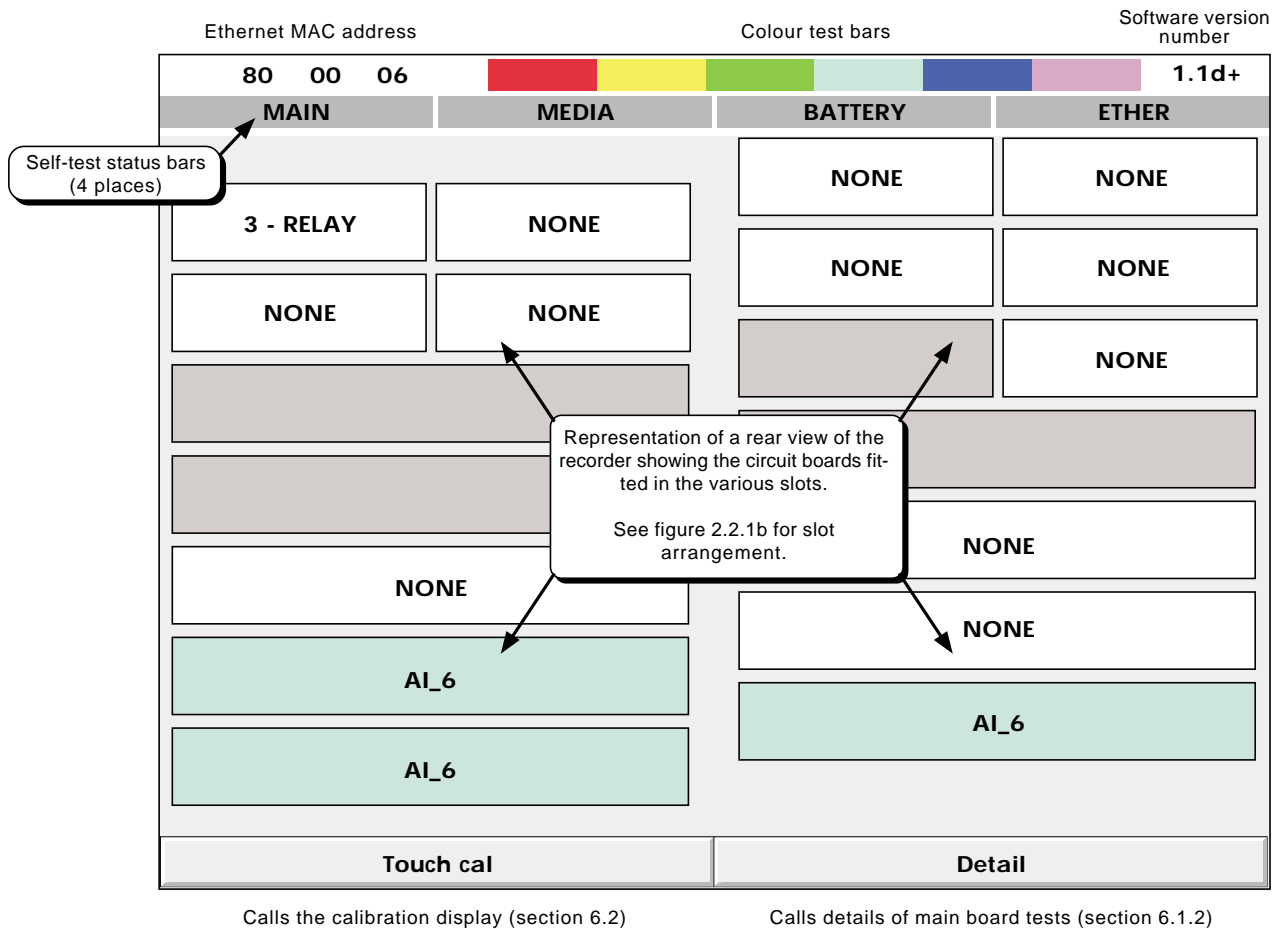 Ethernet MAC address
Colour test bars
Software version
number
80 00 06
1.1d+
MAIN
MEDIA
BATTERY
ETHER
Self-test status bars
(4 places)
3 - RELAY
NONE
NONE
NONE
NONE
NONE
NONE
NONE
NONE
Representation of a rear view of the
recorder showing the circuit boards fit-
ted in the various slots.
See figure 2.2.1b for slot
arrangement.
NONE
AI_6
AI_6
NONE
NONE
AI_6
Touch cal
Detail
Calls the calibration display (section 6.2)
Calls details of main board tests (section 6.1.2)